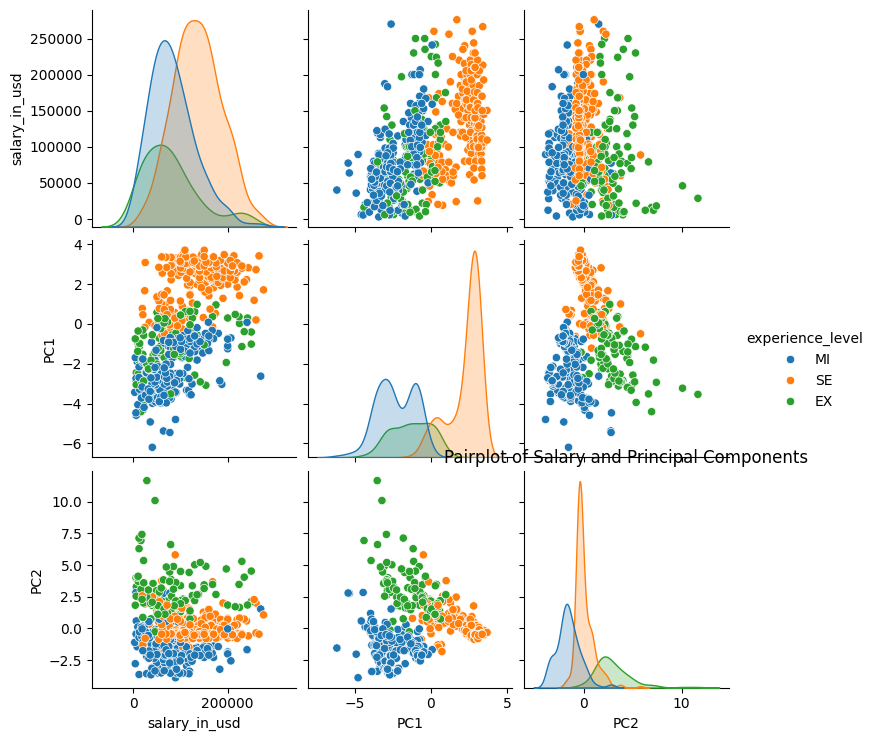 250000
200000
150000
100000
50000
0
salary_in_usd
4
2
0
−2
−4
−6
PC1
experience_level
MI
SE
EX
Pairplot of Salary and Principal Components
10.0
7.5
5.0
2.5
0.0
−2.5
PC2
0 200000
salary_in_usd
−5 0 5
PC1
0 10
PC2